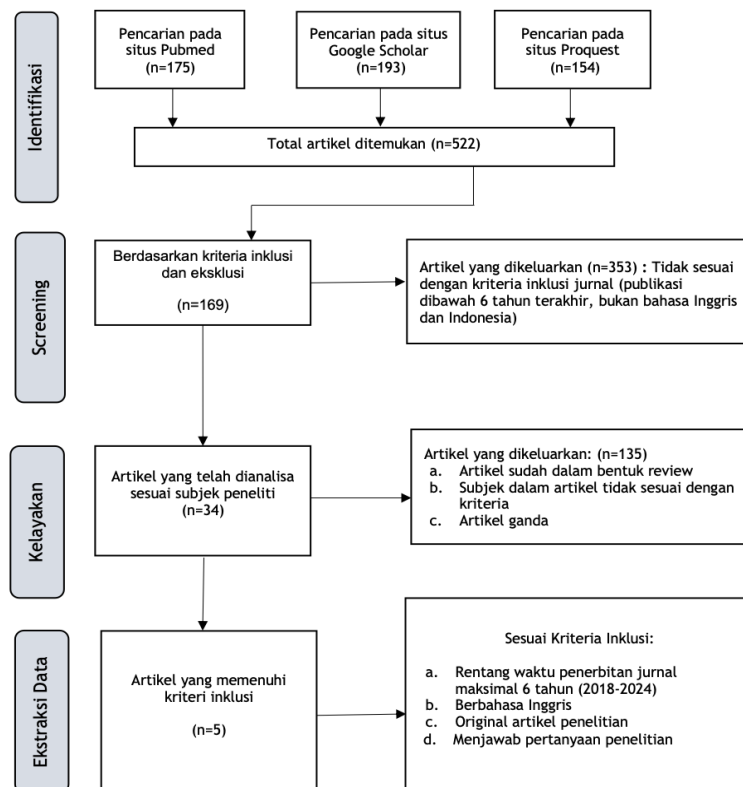 Identifikasi
Pencarian pada situs Pubmed
(n=175)
Pencarian pada situs
Google Scholar
(n=193)
Pencarian pada
situs Proquest
(n=154)
Total artikel ditemukan (n=522)
Screening
Berdasarkan kriteria inklusi
dan eksklusi
(n=169)
Artikel yang dikeluarkan (n=353) : Tidak sesuai
dengan kriteria inklusi jurnal (publikasi
dibawah 6 tahun terakhir, bukan bahasa Inggris
dan Indonesia)
Kelayakan
Artikel yang telah dianalisa
sesuai subjek peneliti
(n=34)
Artikel yang dikeluarkan: (n=135)
a. Artikel sudah dalam bentuk review
b. Subjek dalam artikel tidak sesuai dengan
kriteria
c. Artikel ganda
Ekstraksi Data
Artikel yang memenuhi
kriteri inklusi
(n=5)
Sesuai Kriteria Inklusi:
a. Rentang waktu penerbitan jurnal
maksimal 6 tahun (2018-2024)
b. Berbahasa Inggris
c. Original artikel penelitian
d. Menjawab pertanyaan penelitian